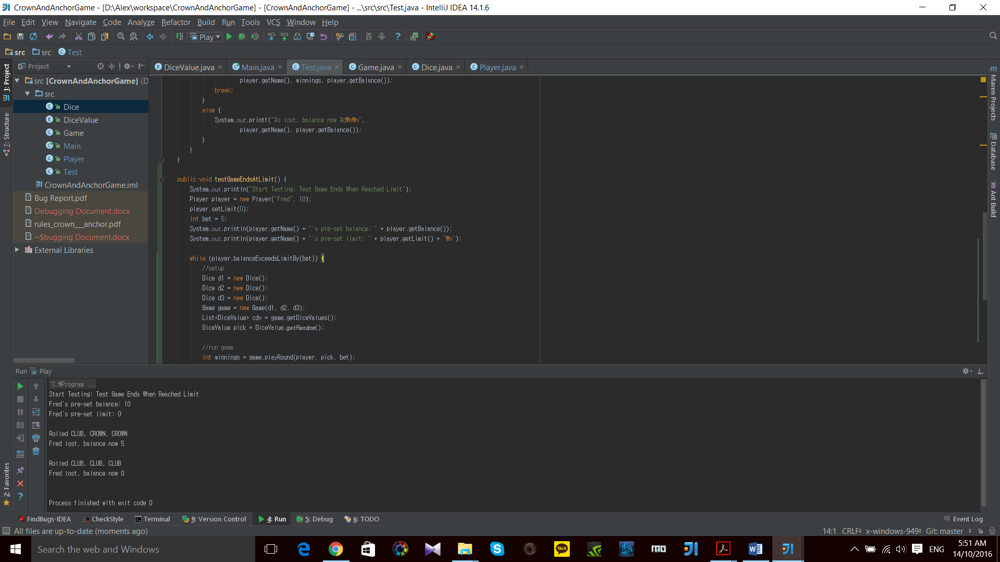 CrownAndAnchorGame - [D:\Alex\workspace\CrownAndAnchorGame] - [CrownAndAnchorGame] - ...\src\src\Test.java - IntelliJ IDEA 14.1.6
File Edit View Navigate Code Analyze Refactor Build Run Tools VCS Window Help
Play
src src Test
1: Project
7: Structure
2: Favorites
Project
src [CrownAndAnchorGame] (D
src
Dice
DiceValue
Game
Main
Player
Test
CrownAndAnchorGame.iml
Bug Report.pdf
Debugging Document.docx
rules_crown__anchor.pdf
~$bugging Document.docx
External Libraries
DiceValue.java Main.java Test.java Game.java Dice.java Player.java
player.getName(), winnings, player.getBalance());
break;
}
else {
System.out.printf("%s lost, balance now %d₩n₩n",
player.getName(), player.getBalance());
}
}
}
public void testGameEndsAtLimit() {
System.out.println("Start Testing: Test Game Ends When Reached Limit");
Player player = new Player("Fred", 10);
player.setLimit(0);
int bet = 5;
System.out.println(player.getName() + "'s pre-set balance: " + player.getBalance());
System.out.println(player.getName() + "'s pre-set limit: " + player.getLimit() + "₩n");
while (player.balanceExceedsLimitBy(bet)) {
//setup
Dice d1 = new Dice();
Dice d2 = new Dice();
Dice d3 = new Dice();
Game game = new Game(d1, d2, d3);
List<DiceValue> cdv = game.getDiceValues();
DiceValue pick = DiceValue.getRandom();
//run game
int winnings = game.playRound(player, pick, bet);
Maven Projects
Database
Ant Build
Run Play
"C:₩Program ...
Start Testing: Test Game Ends When Reached Limit
Fred's pre-set balance: 10
Fred's pre-set limit: 0
Rolled CLUB, CROWN, CROWN
Fred lost, balance now 5
Rolled CLUB, CLUB, CLUB
Fred lost, balance now 0
Process finished with exit code 0
FindBugs-IDEA CheckStyle Terminal 9: Version Control 4: Run 5: Debug 6: TODO Event Log
All files are up-to-date (moments ago) 14:1 CRLF x-windows-949 Git: master
Search the web and Windows
TALK
ENG
5:51 AM
14/10/2016